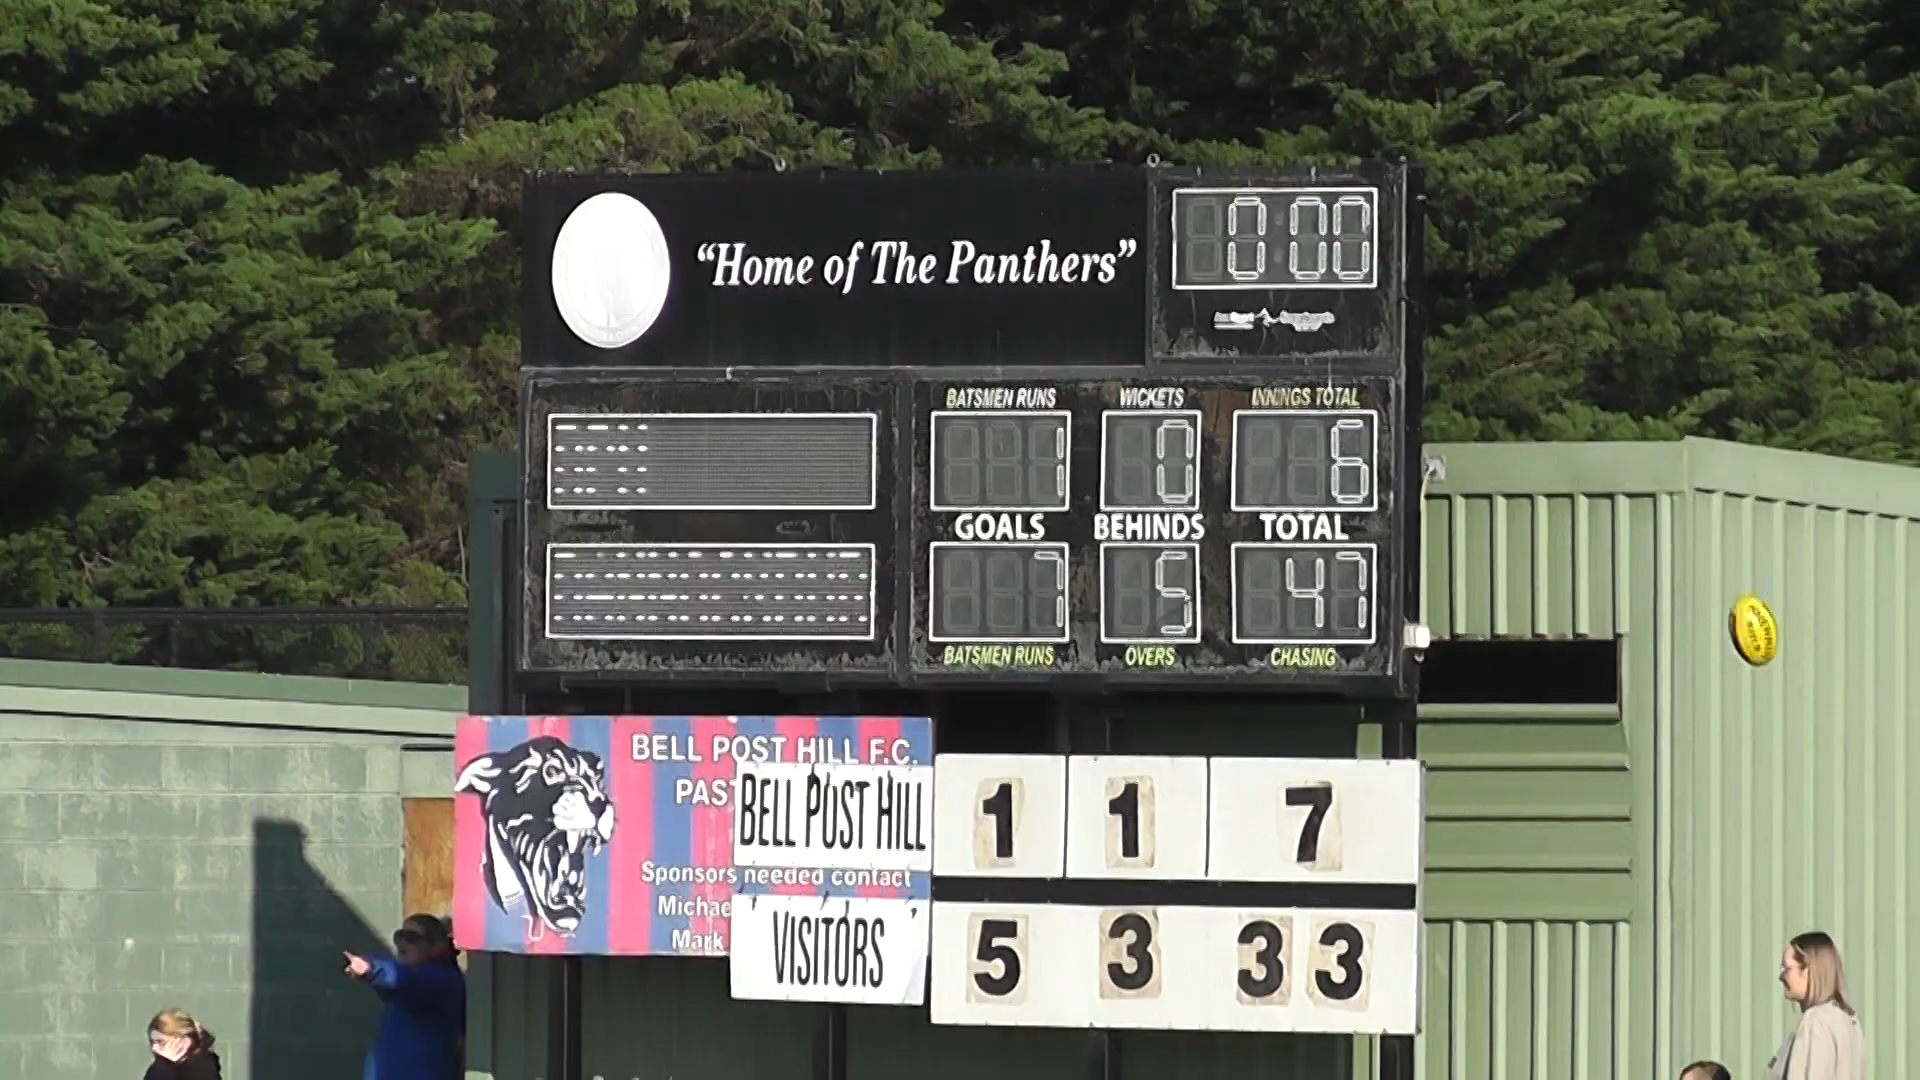 "Home of The Panthers"
0:00
BATSMEN RUNS WICKETS INNINGS TOTAL
1 0 6
GOALS BEHINDS TOTAL
7 5 47
BATSMEN RUNS OVERS CHASING
BELL POST HILL F.C.
PAS
BELL POST HILL 1 1 7
Sponsors needed contact
Michae
Mark
VISITORS 5 3 33